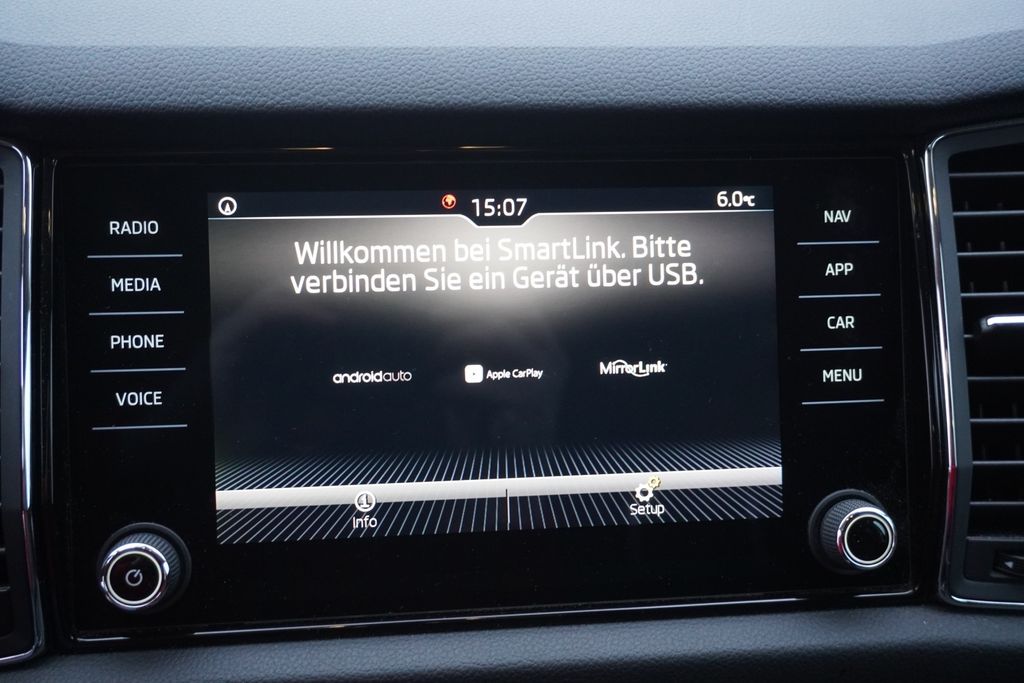 RADIO
MEDIA
PHONE
VOICE
15:07
6.0°C
Willkommen bei SmartLink. Bitte
verbinden Sie ein Gerät über USB.
androidauto
Apple CarPlay
MirrorLink
Info
Setup
NAV
APP
CAR
MENU